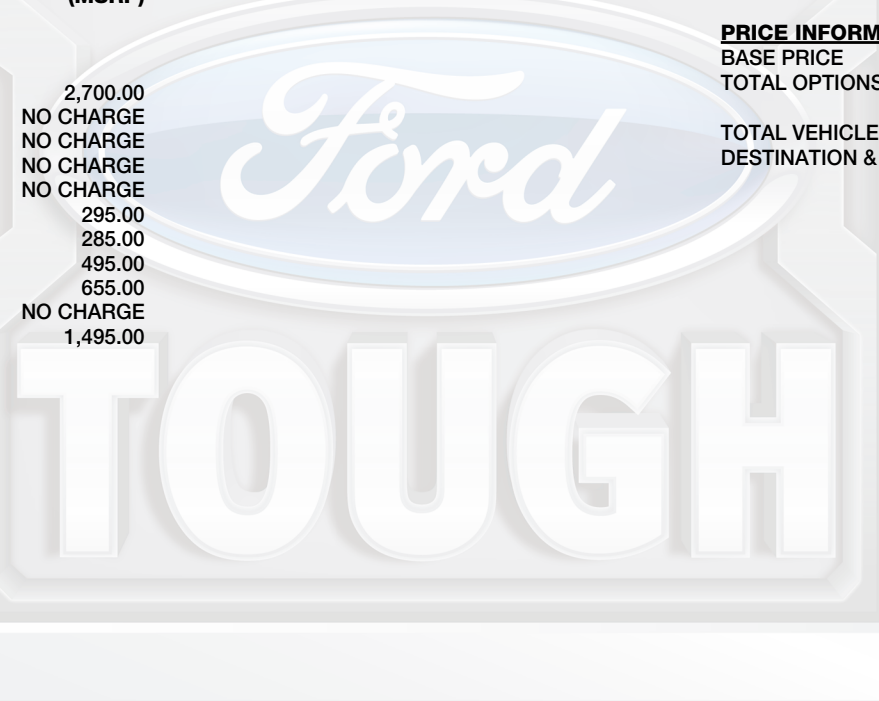 (MSRP)
2,700.00
NO CHARGE
NO CHARGE
NO CHARGE
NO CHARGE
295.00
285.00
495.00
655.00
NO CHARGE
1,495.00
PRICE INFORM
BASE PRICE
TOTAL OPTIONS
TOTAL VEHICLE
DESTINATION &
Ford
TOUGH